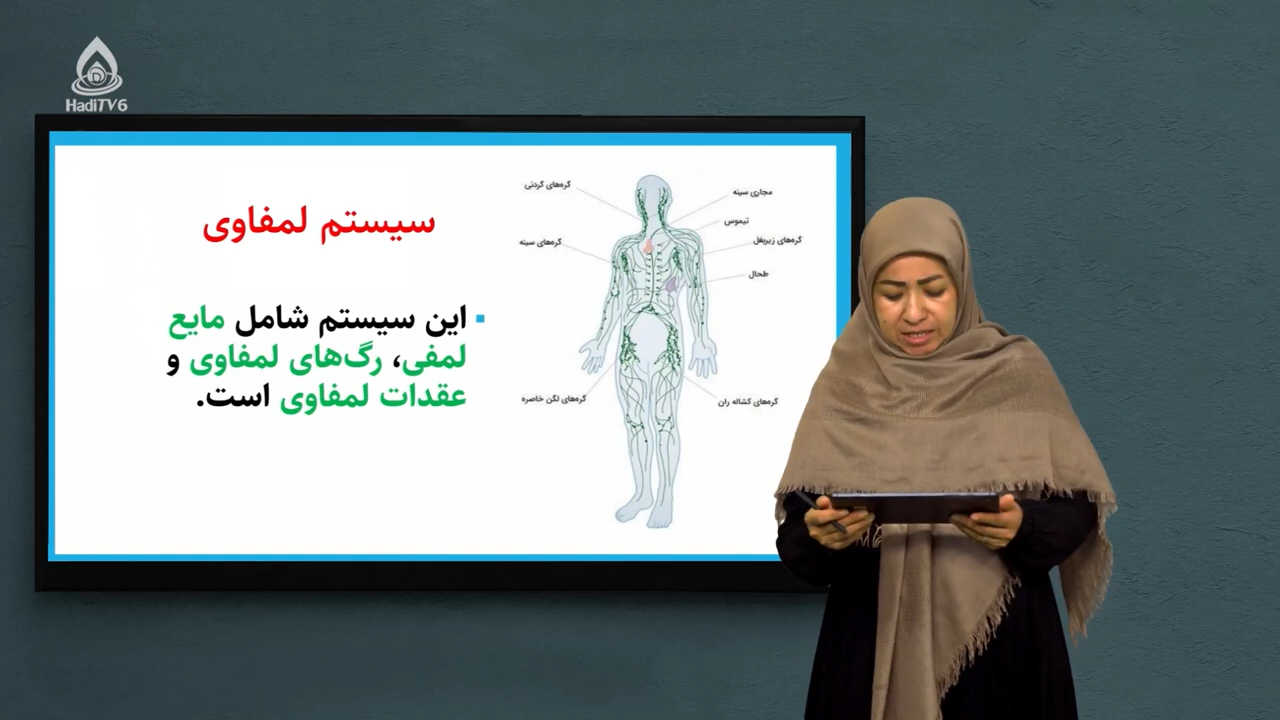 HadiTV6
سیستم لمفاوی
این سیستم شامل مایع
لمفی، رگ‌های لمفاوی و
عقدات لمفاوی است.
گره‌های گردنی
مجاری سینه
تیموس
گره‌های زیربغل
گره‌های سینه
طحال
گره‌های لگن خاصره
گره‌های کشاله ران